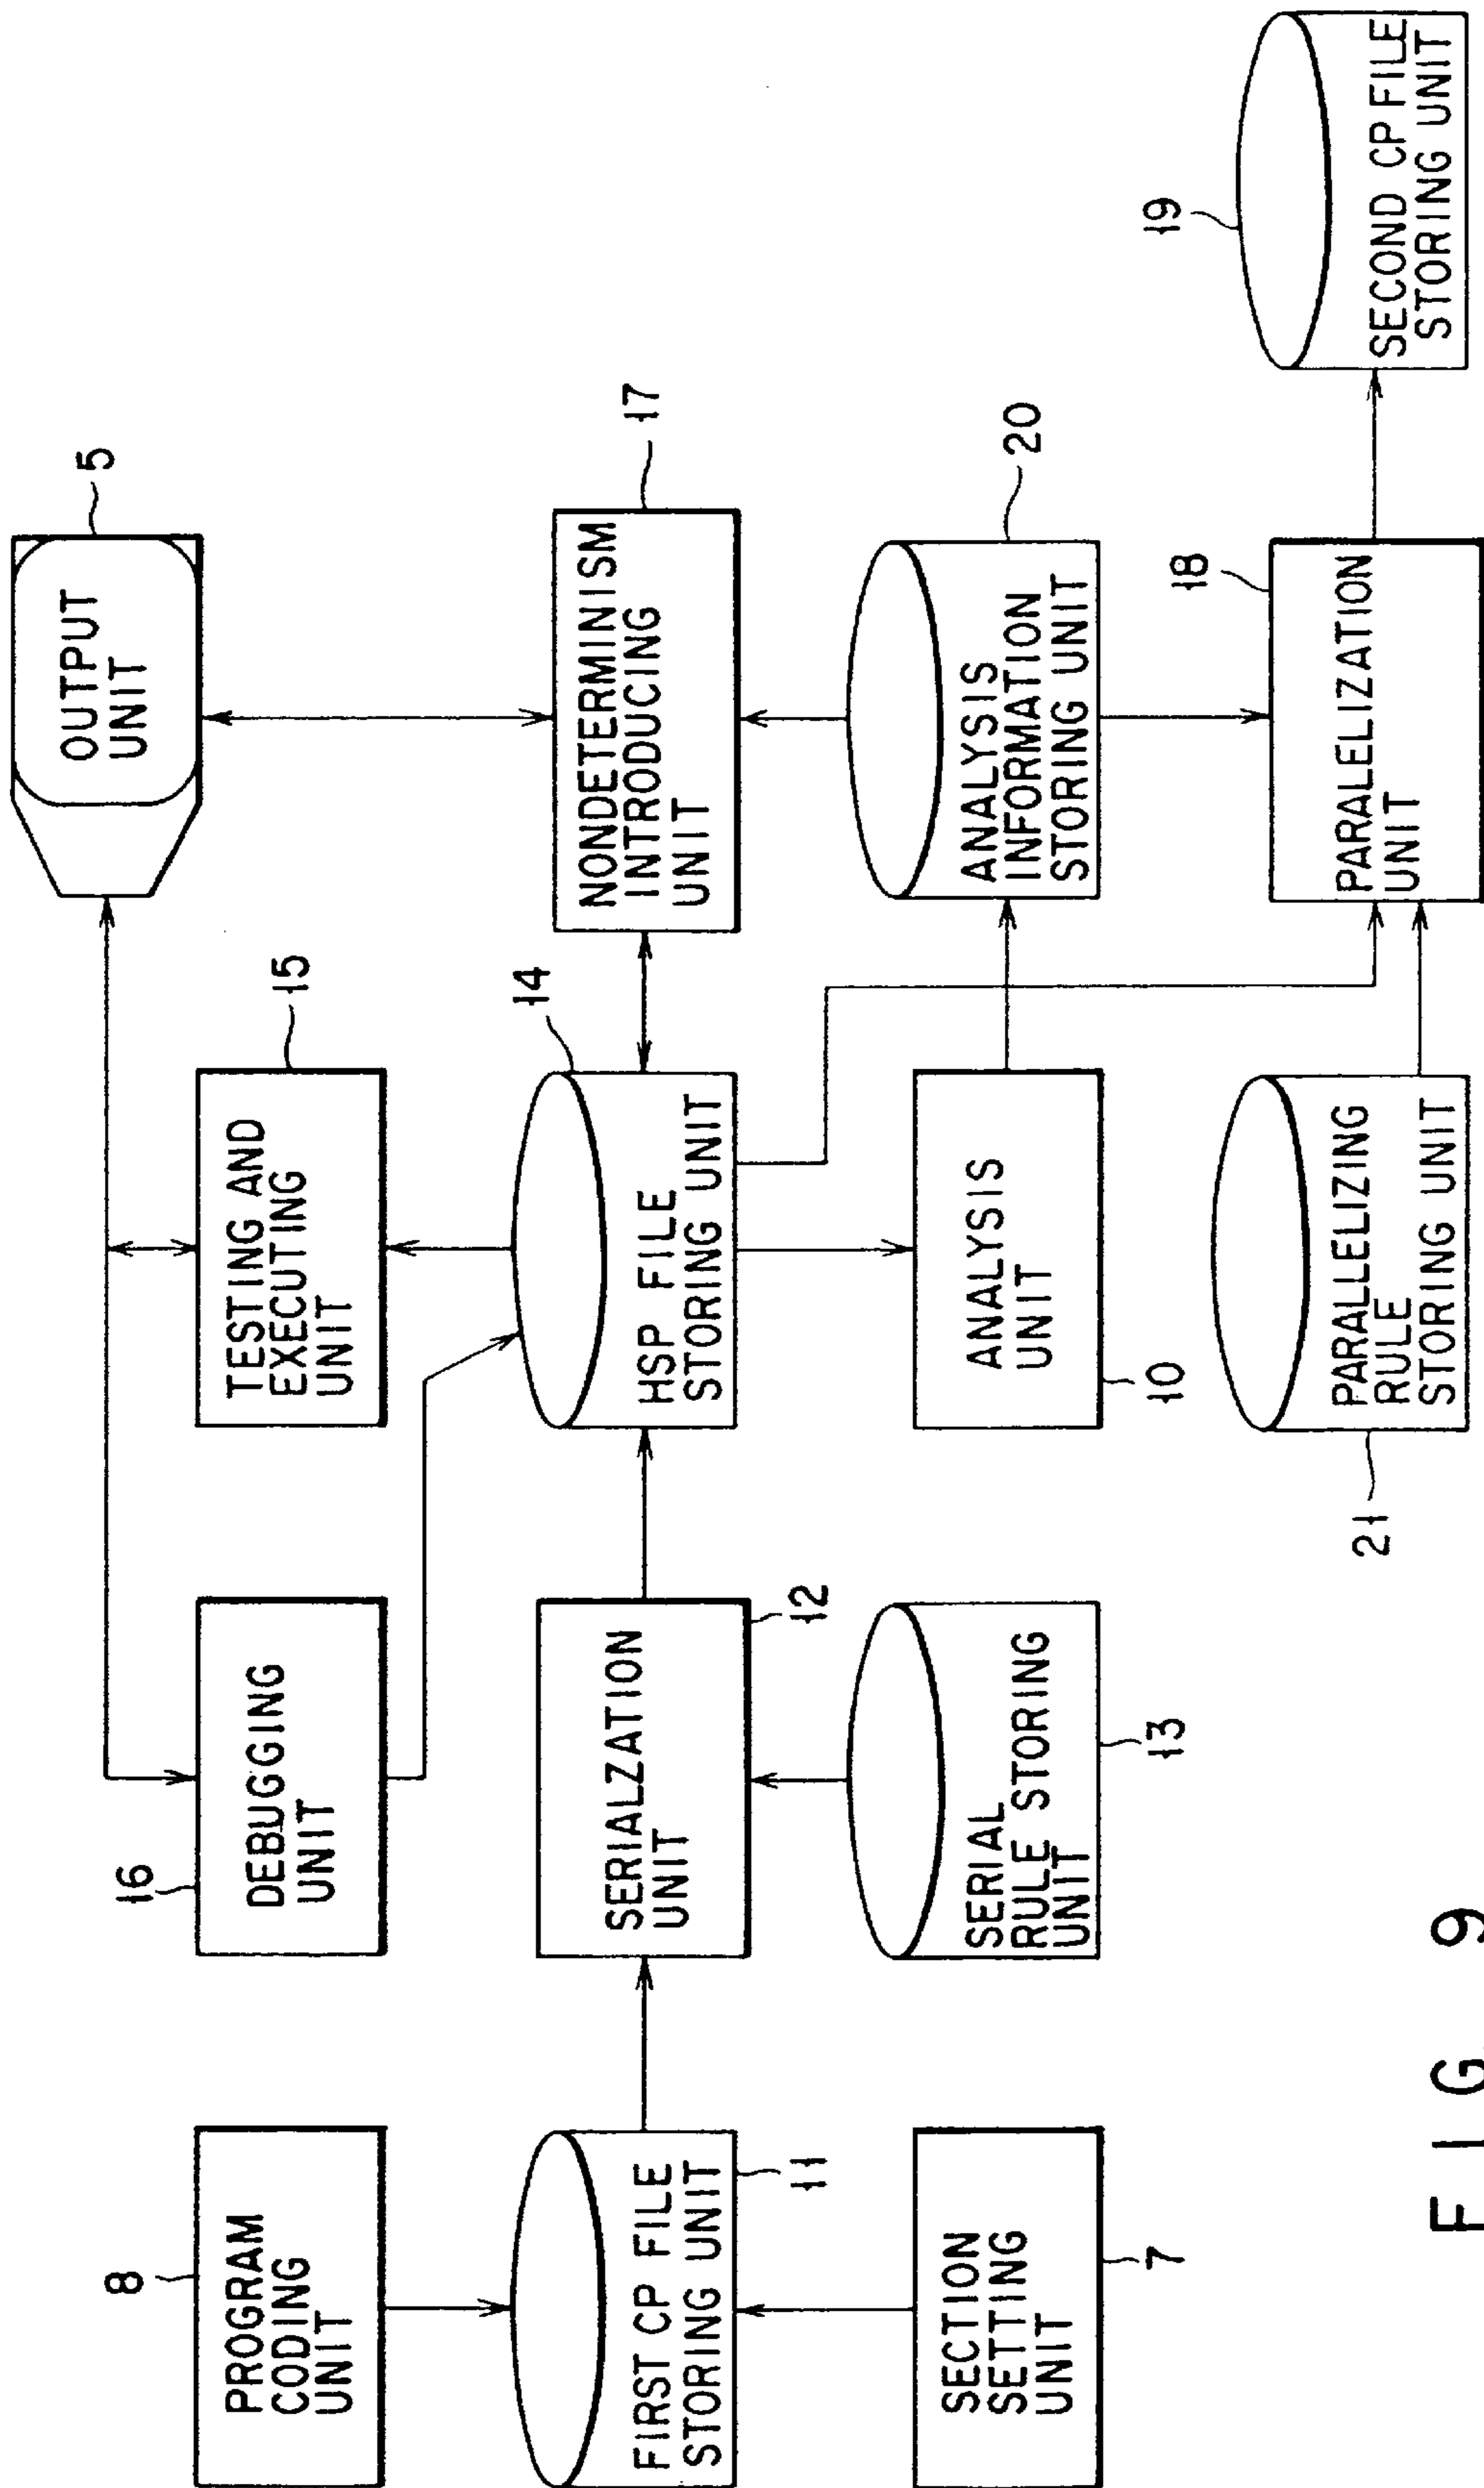 8
PROGRAM
CODING
UNIT
16
DEBUGGING
UNIT
TESTING AND
EXECUTING
UNIT
15
OUTPUT
UNIT
5
FIRST CP FILE
STORING UNIT
11
SERIALZATION
UNIT
12
14
HSP FILE
STORING UNIT
NONDETERMINISM
INTRODUCING
UNIT
17
SECTION
SETTING
UNIT
7
SERIAL
RULE STORING
UNIT
13
ANALYSIS
UNIT
10
ANALYSIS
INFORMATION
STORING UNIT
20
21
PARALLELIZING
RULE
STORING UNIT
18
PARALELIZATION
UNIT
19
SECOND CP FILE
STORING UNIT
FIG. 9